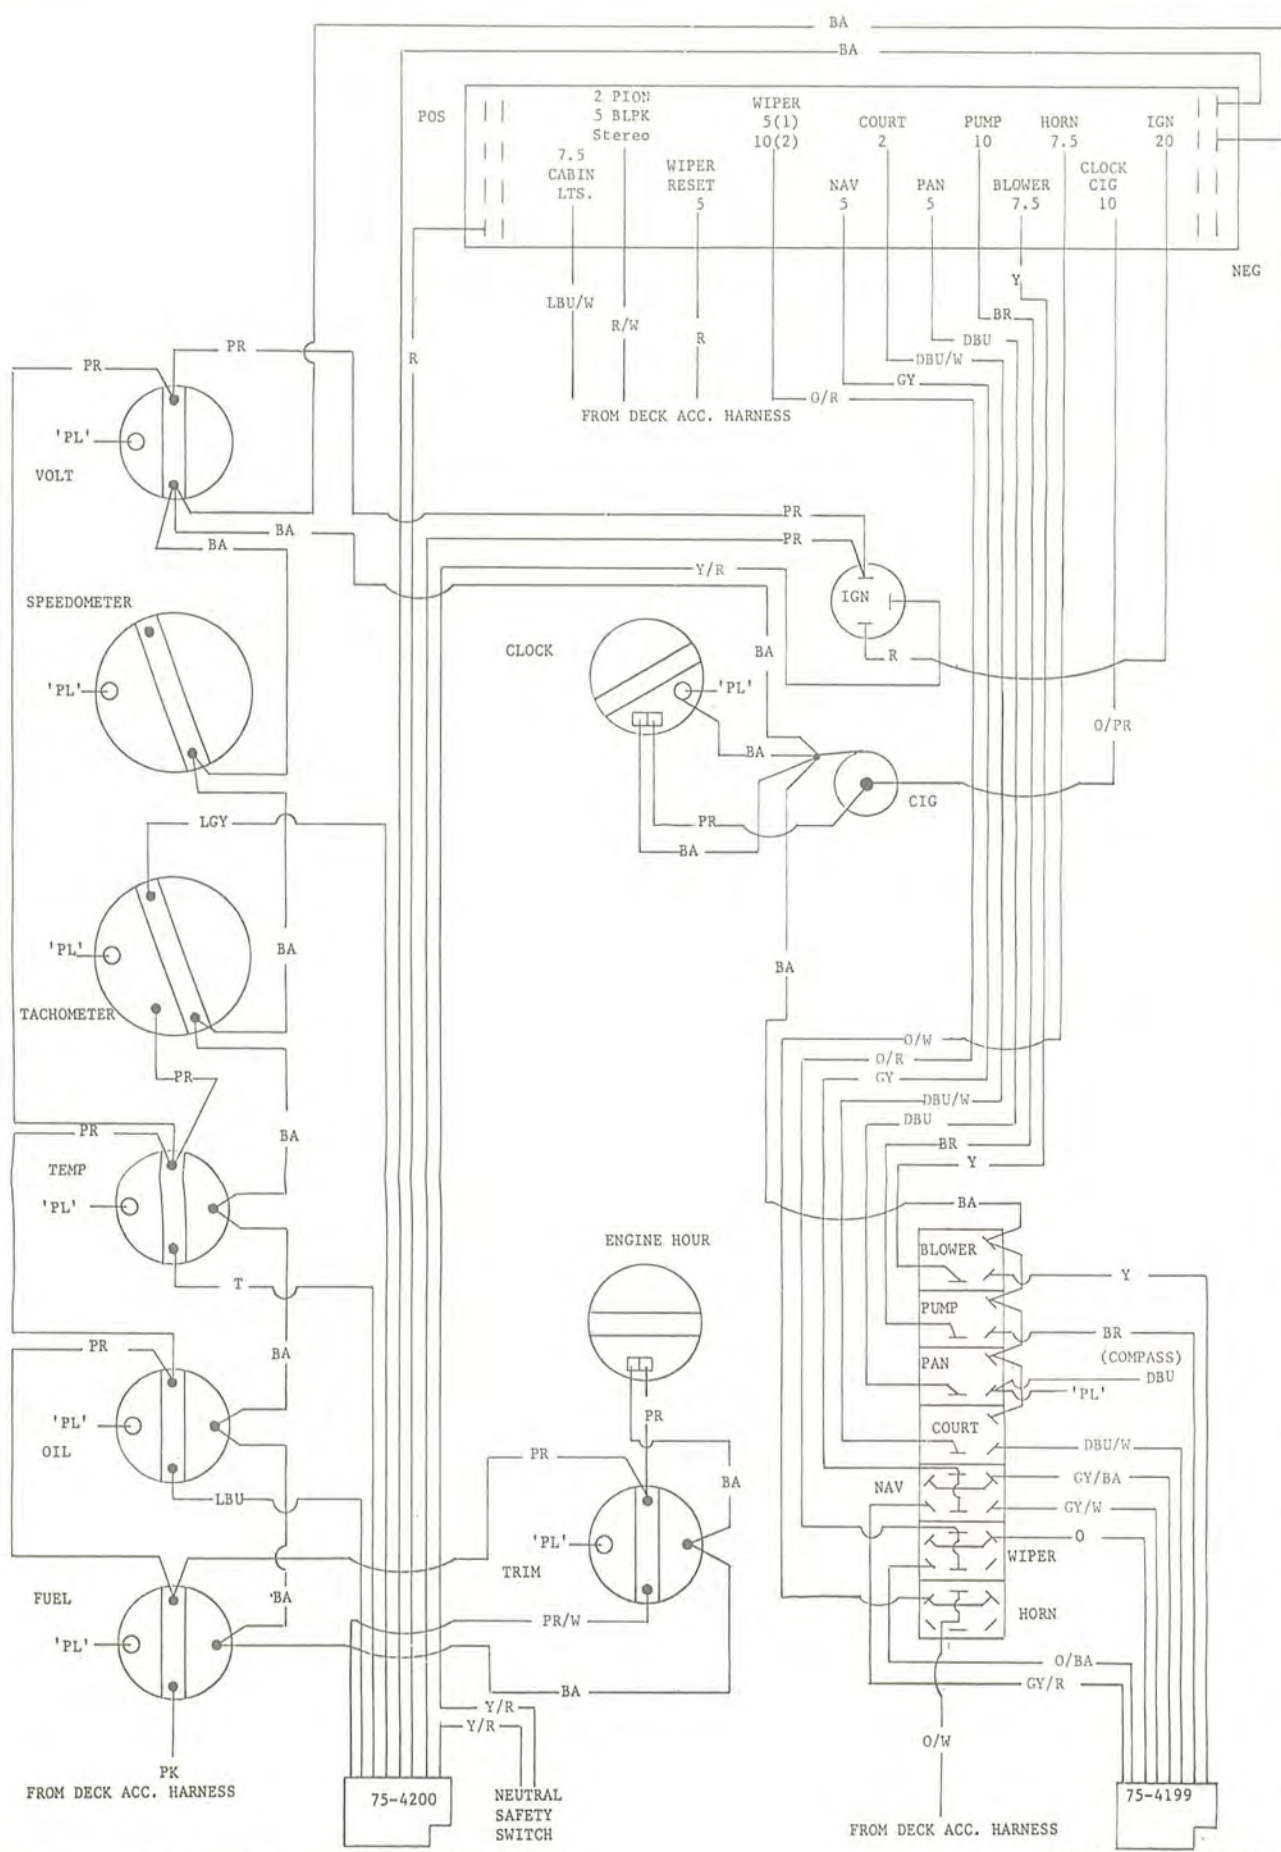 BA
BA
POS
2 PION
5 BLPK
Stereo
7.5
CABIN
LTS.
WIPER
RESET
5
WIPER
5(1)
10(2)
COURT
2
NAV
5
PAN
5
PUMP
10
BLOWER
7.5
HORN
7.5
CLOCK
CIG
10
IGN
20
NEG
LBU/W
R/W
R
FROM DECK ACC. HARNESS
R
Y
BR
DBU
DBU/W
GY
O/R
PR
PR
'PL'
VOLT
BA
BA
PR
PR
Y/R
IGN
R
SPEEDOMETER
'PL'
CLOCK
'PL'
BA
BA
O/PR
CIG
PR
BA
LGY
'PL'
BA
TACHOMETER
BA
PR
O/W
O/R
GY
DBU/W
DBU
BR
Y
PR
BA
TEMP
'PL'
T
BA
ENGINE HOUR
BLOWER
Y
PUMP
BR
PAN
(COMPASS)
DBU
'PL'
COURT
DBU/W
NAV
GY/BA
GY/W
O
WIPER
HORN
O/BA
GY/R
PR
BA
'PL'
OIL
LBU
PR
PR
BA
'PL'
TRIM
FUEL
BA
PR/W
'PL'
BA
Y/R
Y/R
O/W
PK
FROM DECK ACC. HARNESS
75-4200
NEUTRAL
SAFETY
SWITCH
75-4199
FROM DECK ACC. HARNESS